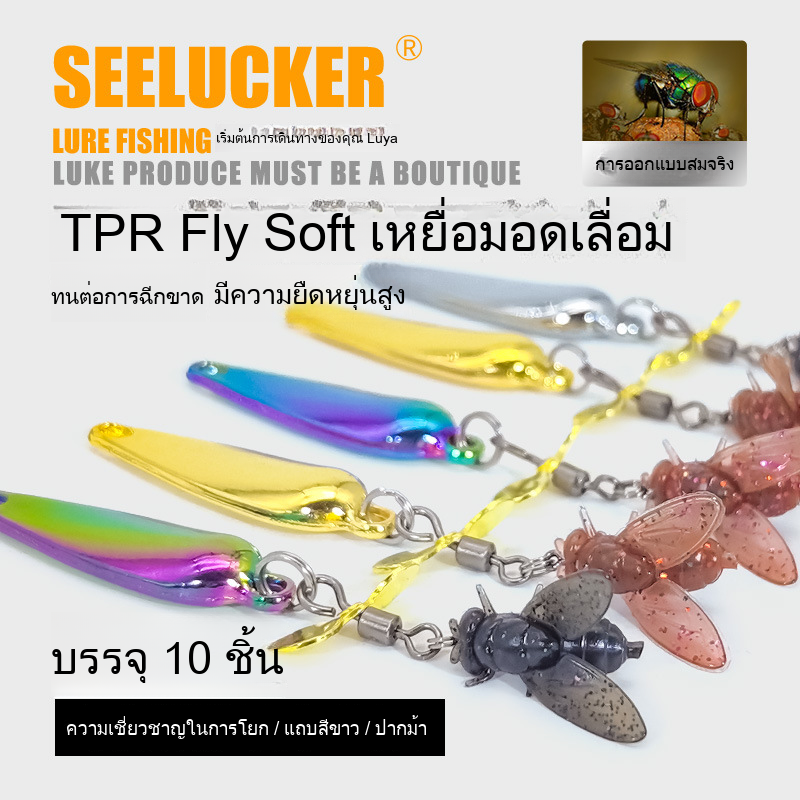 SEELUCKER ®
LURE FISHING เริ่มต้นการเดินทางของคุณ Luya
LUKE PRODUCE MUST BE A BOUTIQUE
การออกแบบสมจริง
TPR Fly Soft เหยื่อมอดเลื่อม
ทนต่อการฉีกขาด มีความยืดหยุ่นสูง
บรรจุ 10 ชิ้น
ความเชี่ยวชาญในการโยก / แถบสีขาว / ปากม้า